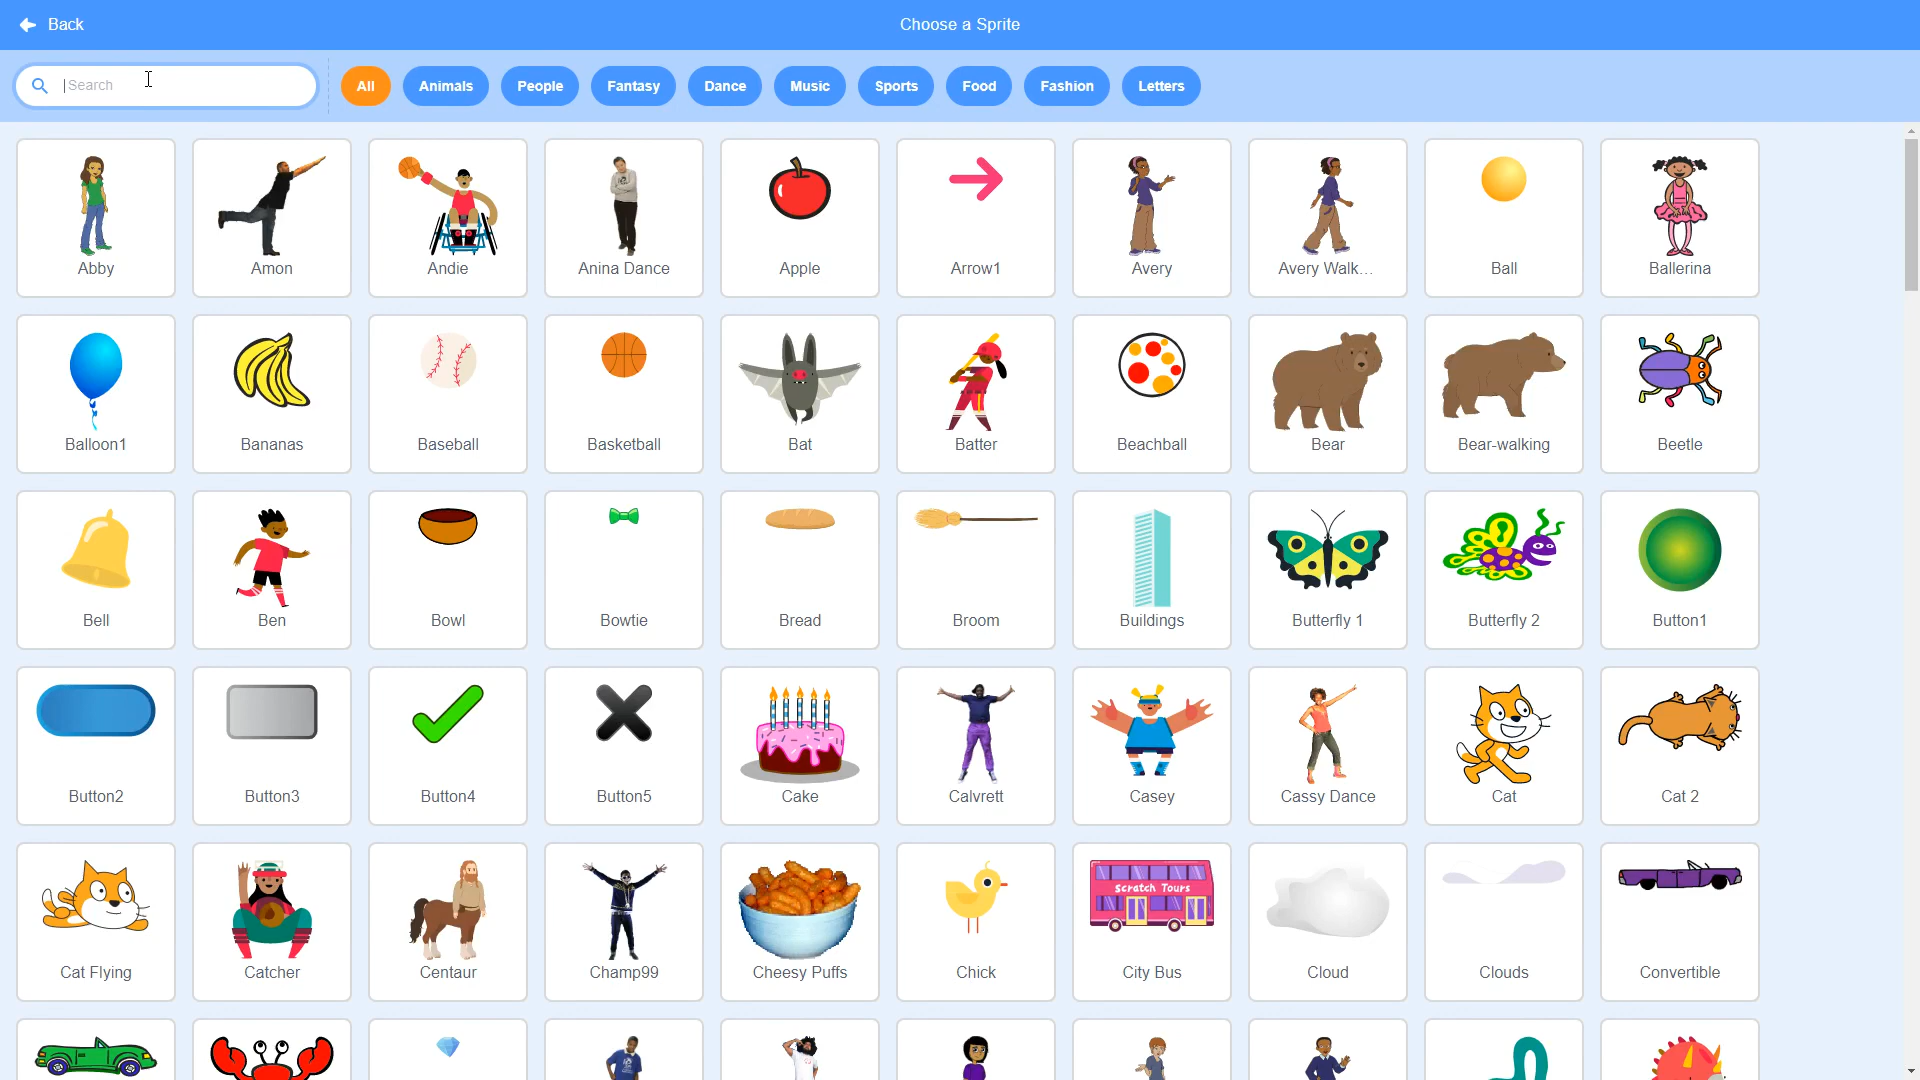 Back
Choose a Sprite
Search
All
Animals
People
Fantasy
Dance
Music
Sports
Food
Fashion
Letters
Abby
Amon
Andie
Anina Dance
Apple
Arrow1
Avery
Avery Walk...
Ball
Ballerina
Balloon1
Bananas
Baseball
Basketball
Bat
Batter
Beachball
Bear
Bear-walking
Beetle
Bell
Ben
Bowl
Bowtie
Bread
Broom
Buildings
Butterfly 1
Butterfly 2
Button1
Button2
Button3
Button4
Button5
Cake
Calvrett
Casey
Cassy Dance
Cat
Cat 2
Scratch Tours
Cat Flying
Catcher
Centaur
Champ99
Cheesy Puffs
Chick
City Bus
Cloud
Clouds
Convertible